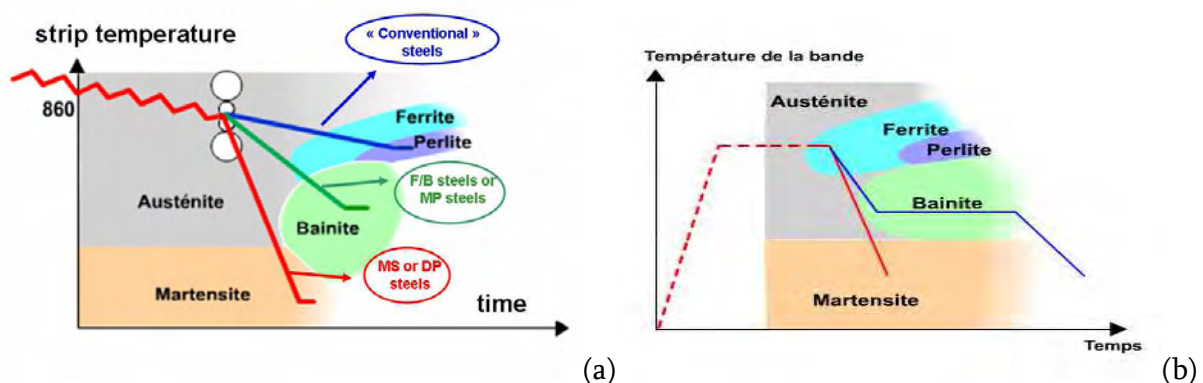 strip temperature
« Conventional »
steels
860
Ferrite
Perlite
F/B steels or
MP steels
Austénite
Bainite
MS or DP
steels
Martensite
time
(a)
Température de la bande
Austénite
Ferrite
Perlite
Bainite
Martensite
Temps
(b)